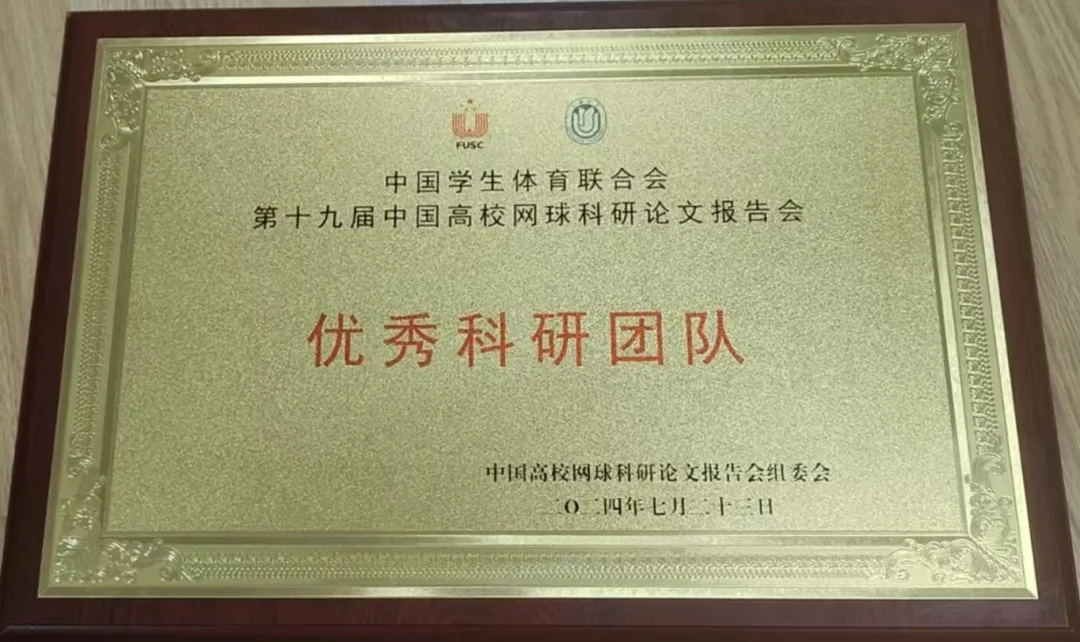 FUSC
中国学生体育联合会
第十九届中国高校网球科研论文报告会
优秀科研团队
中国高校网球科研论文报告会组委会
二〇二四年七月二十三日